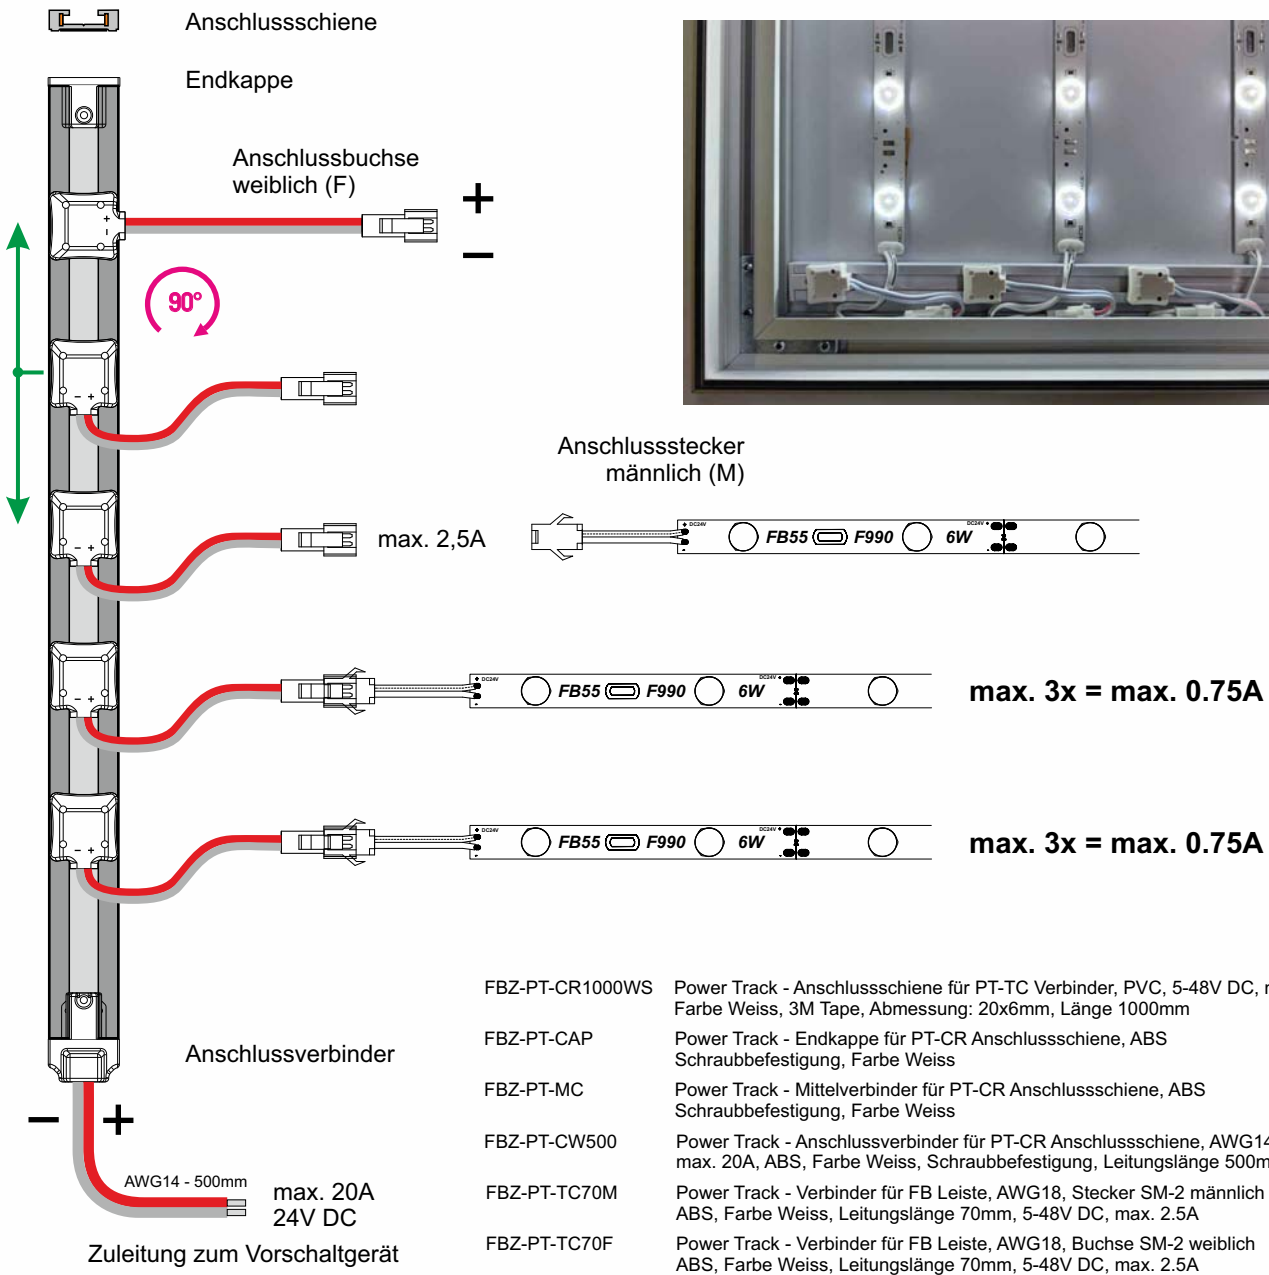 Anschlussschiene
Endkappe
Anschlussbuchse
weiblich (F)
+
−
+
−
90°
− +
Anschlussstecker
männlich (M)
− +
max. 2,5A
DC24V
FB55 F990 6W
DC24V
− +
DC24V
FB55 F990 6W
DC24V
max. 3x = max. 0.75A
− +
DC24V
FB55 F990 6W
DC24V
max. 3x = max. 0.75A
Anschlussverbinder
− +
AWG14 - 500mm
max. 20A
24V DC
Zuleitung zum Vorschaltgerät
FBZ-PT-CR1000WS Power Track - Anschlussschiene für PT-TC Verbinder, PVC, 5-48V DC,
Farbe Weiss, 3M Tape, Abmessung: 20x6mm, Länge 1000mm
FBZ-PT-CAP Power Track - Endkappe für PT-CR Anschlussschiene, ABS
Schraubbefestigung, Farbe Weiss
FBZ-PT-MC Power Track - Mittelverbinder für PT-CR Anschlussschiene, ABS
Schraubbefestigung, Farbe Weiss
FBZ-PT-CW500 Power Track - Anschlussverbinder für PT-CR Anschlussschiene, AWG14
max. 20A, ABS, Farbe Weiss, Schraubbefestigung, Leitungslänge 500m
FBZ-PT-TC70M Power Track - Verbinder für FB Leiste, AWG18, Stecker SM-2 männlich
ABS, Farbe Weiss, Leitungslänge 70mm, 5-48V DC, max. 2.5A
FBZ-PT-TC70F Power Track - Verbinder für FB Leiste, AWG18, Buchse SM-2 weiblich
ABS, Farbe Weiss, Leitungslänge 70mm, 5-48V DC, max. 2.5A